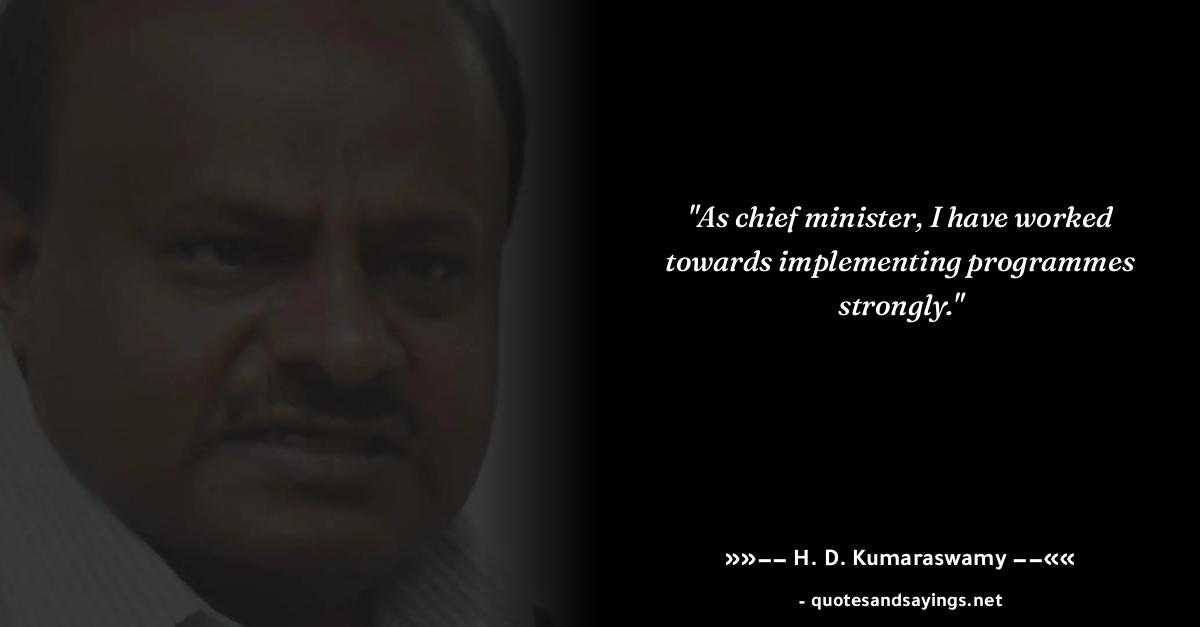 "As chief minister, I have worked
towards implementing programmes
strongly."
»»–– H. D. Kumaraswamy ––««
- quotesandsayings.net